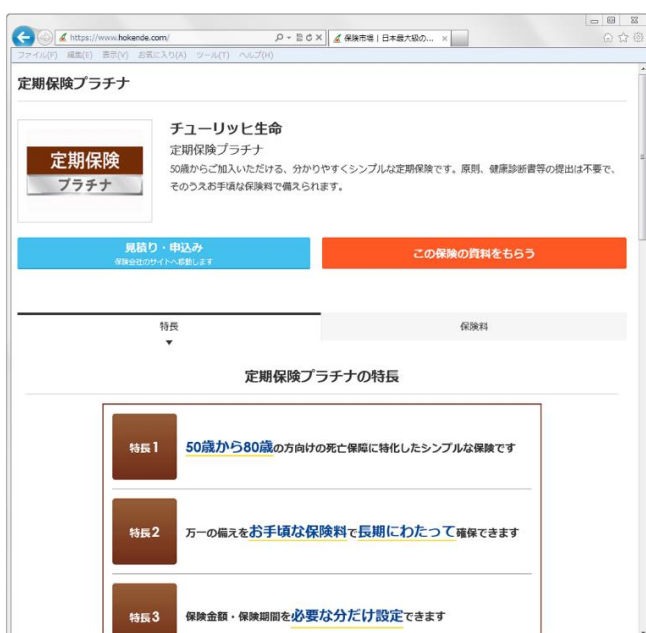 https://www.hokende.com/
保険市場 | 日本最大級の...
ファイル(F) 編集(E) 表示(V) お気に入り(A) ツール(T) ヘルプ(H)
定期保険プラチナ
定期保険
プラチナ
チューリッヒ生命
定期保険プラチナ
50歳からご加入いただける、分かりやすくシンプルな定期保険です。原則、健康診断書等の提出は不要で、
そのうえお手頃な保険料で備えられます。
見積り・申込み
保険会社のサイトへ移動します
この保険の資料をもらう
特長
▼
保険料
定期保険プラチナの特長
特長1
50歳から80歳の方向けの死亡保障に特化したシンプルな保険です
特長2
万一の備えをお手頃な保険料で長期にわたって確保できます
特長3
保険金額・保険期間を必要な分だけ設定できます